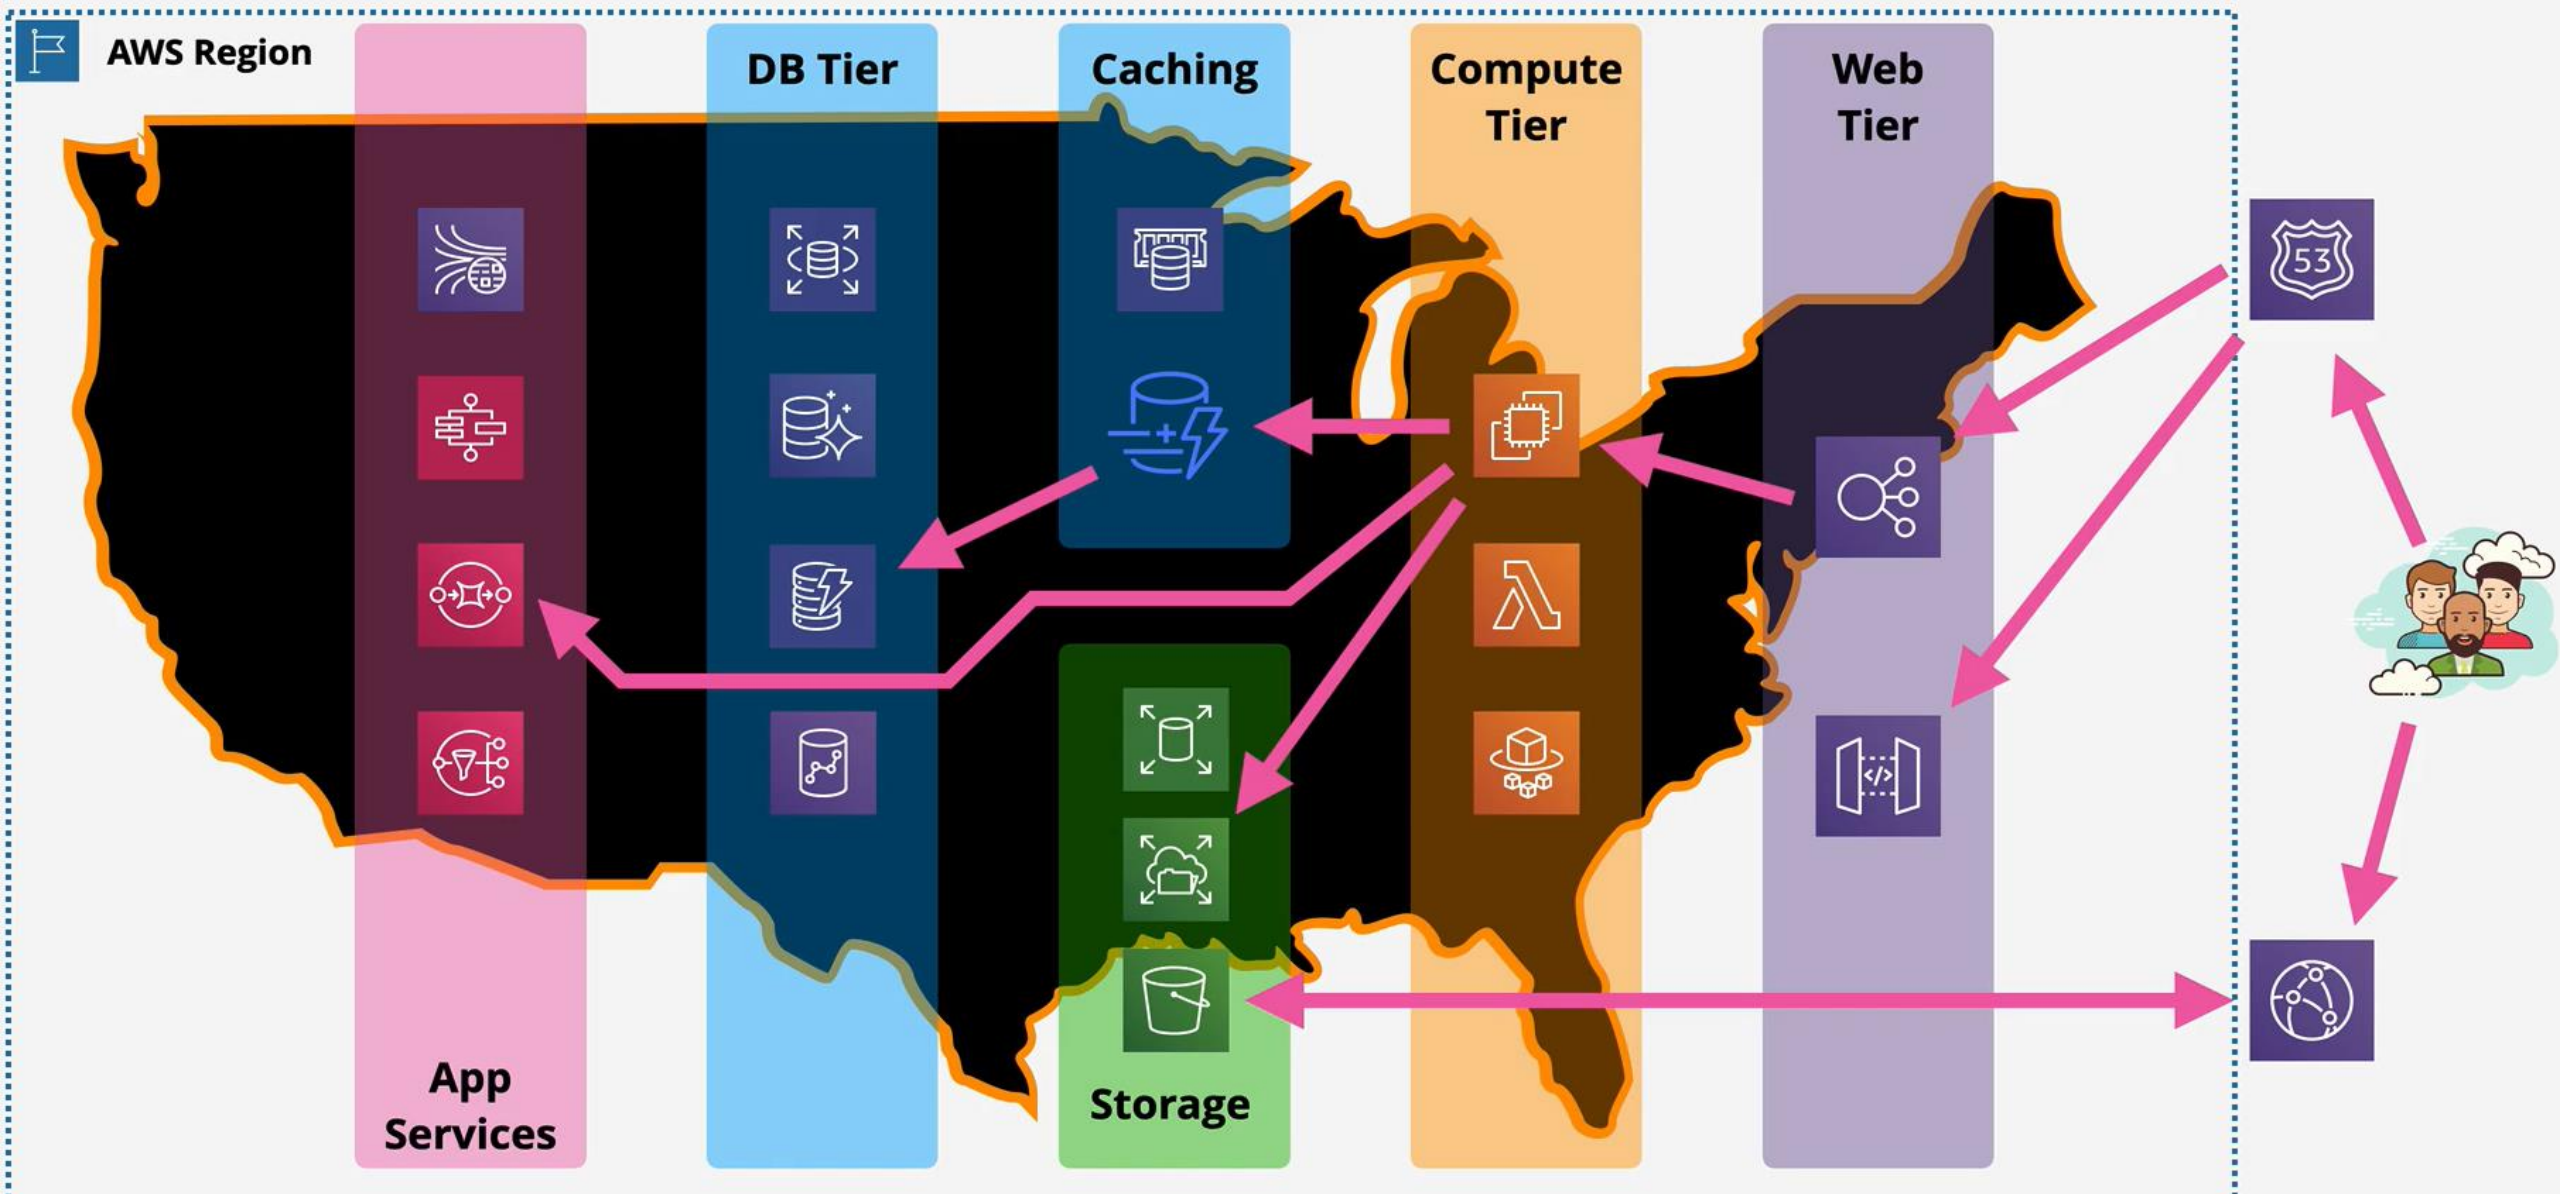 AWS Region
DB Tier
Caching
Compute
Tier
Web
Tier
53
</>
App
Services
Storage